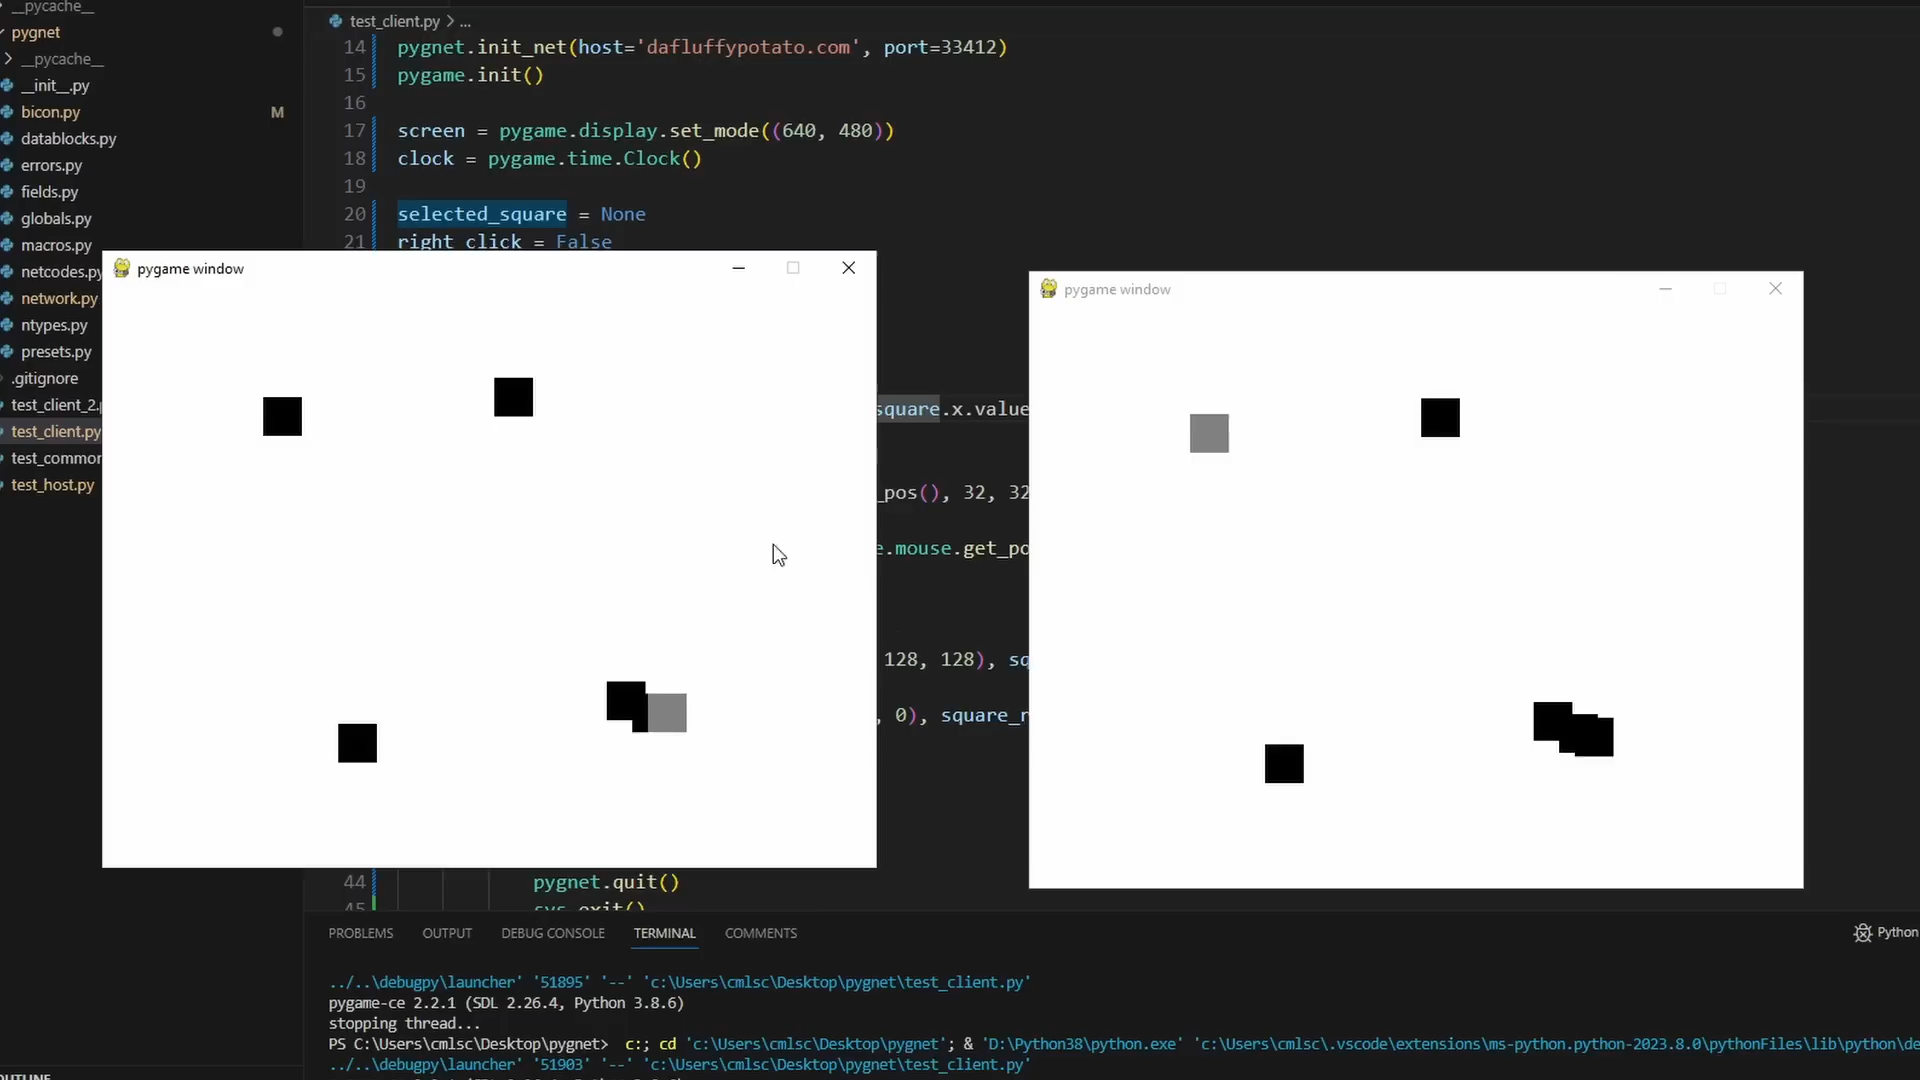 __pycache__
pygnet
__pycache__
__init__.py
bicon.py M
datablocks.py
errors.py
fields.py
globals.py
macros.py
netcodes.py
network.py
ntypes.py
presets.py
.gitignore
test_client_2.p
test_client.py
test_common
test_host.py
test_client.py > ...
14 pygnet.init_net(host='dafluffypotato.com', port=33412)
15 pygame.init()
16
17 screen = pygame.display.set_mode((640, 480))
18 clock = pygame.time.Clock()
19
20 selected_square = None
21 right_click = False
pygame window
pygame window
square.x.value
_pos(), 32, 32
e.mouse.get_po
128, 128), sq
, 0), square_r
44 pygnet.quit()
45 sys.exit()
PROBLEMS OUTPUT DEBUG CONSOLE TERMINAL COMMENTS
Python
../..\debugpy\launcher' '51895' '--' 'c:\Users\cmlsc\Desktop\pygnet\test_client.py'
pygame-ce 2.2.1 (SDL 2.26.4, Python 3.8.6)
stopping thread...
PS C:\Users\cmlsc\Desktop\pygnet> c:; cd 'c:\Users\cmlsc\Desktop\pygnet'; & 'D:\Python38\python.exe' 'c:\Users\cmlsc\.vscode\extensions\ms-python.python-2023.8.0\pythonFiles\lib\python\de
../..\debugpy\launcher' '51903' '--' 'c:\Users\cmlsc\Desktop\pygnet\test_client.py'
OUTLINE